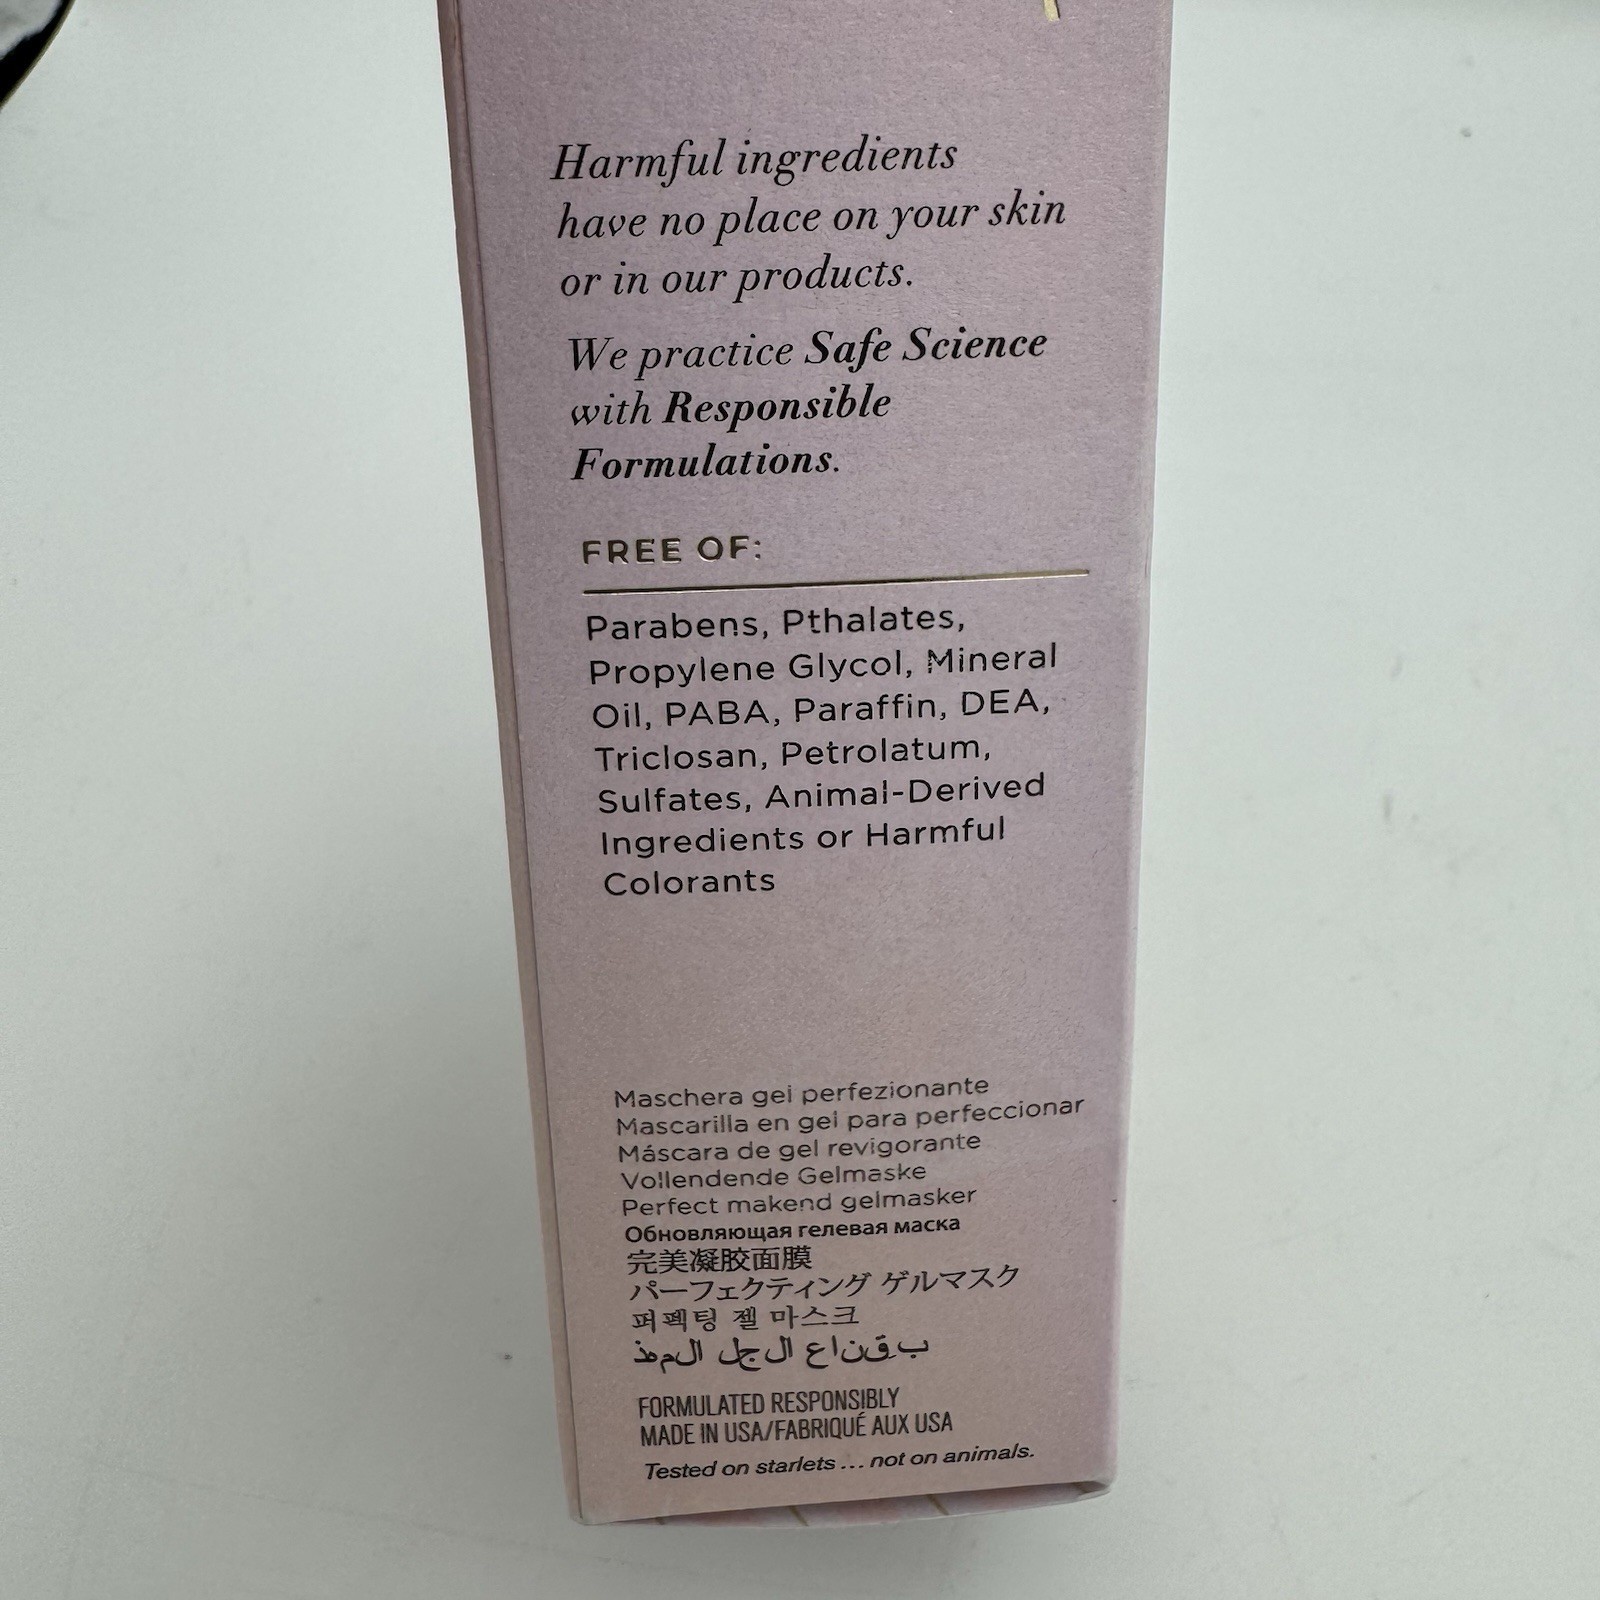 Harmful ingredients
have no place on your skin
or in our products.
We practice Safe Science
with Responsible
Formulations.
FREE OF:
Parabens, Pthalates,
Propylene Glycol, Mineral
Oil, PABA, Paraffin, DEA,
Triclosan, Petrolatum,
Sulfates, Animal-Derived
Ingredients or Harmful
Colorants
Maschera gel perfezionante
Mascarilla en gel para perfeccionar
Máscara de gel revigorante
Vollendende Gelmaske
Perfect makend gelmasker
Обновляющая гелевая маска
完美凝胶面膜
パーフェクティング ゲルマスク
퍼펙팅 젤 마스크
ب‌ق‌ن‌ا‌ع ا‌ل‌ج‌ل ا‌ل‌م‌ه‌ذ
FORMULATED RESPONSIBLY
MADE IN USA/FABRIQUÉ AUX USA
Tested on starlets ... not on animals.